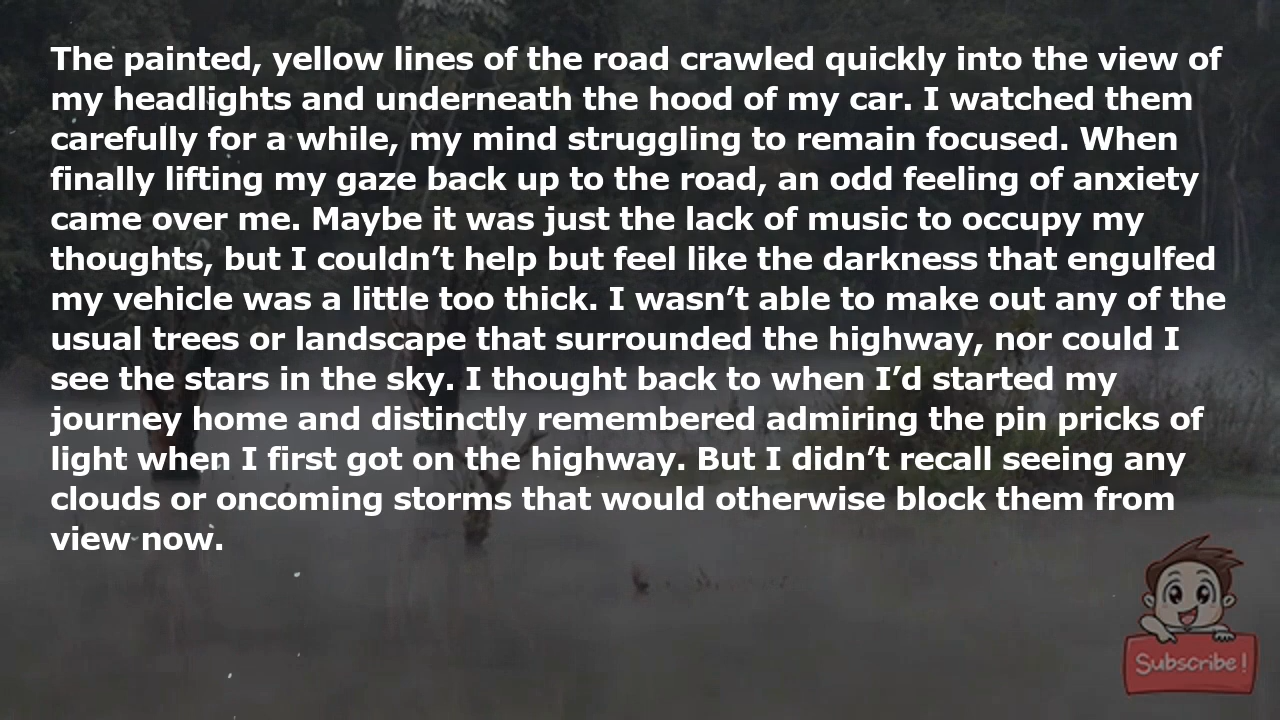 The painted, yellow lines of the road crawled quickly into the view of
my headlights and underneath the hood of my car. I watched them
carefully for a while, my mind struggling to remain focused. When
finally lifting my gaze back up to the road, an odd feeling of anxiety
came over me. Maybe it was just the lack of music to occupy my
thoughts, but I couldn’t help but feel like the darkness that engulfed
my vehicle was a little too thick. I wasn’t able to make out any of the
usual trees or landscape that surrounded the highway, nor could I
see the stars in the sky. I thought back to when I’d started my
journey home and distinctly remembered admiring the pin pricks of
light when I first got on the highway. But I didn’t recall seeing any
clouds or oncoming storms that would otherwise block them from
view now.
Subscribe!